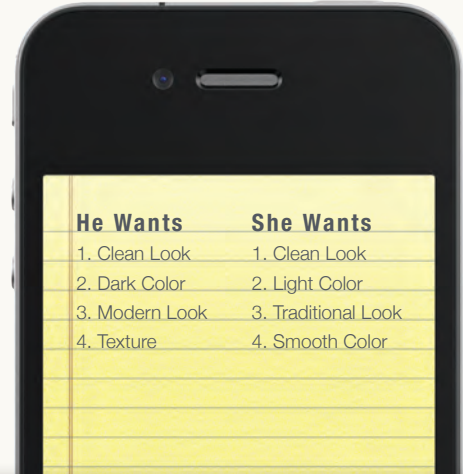 He Wants
1. Clean Look
2. Dark Color
3. Modern Look
4. Texture
She Wants
1. Clean Look
2. Light Color
3. Traditional Look
4. Smooth Color